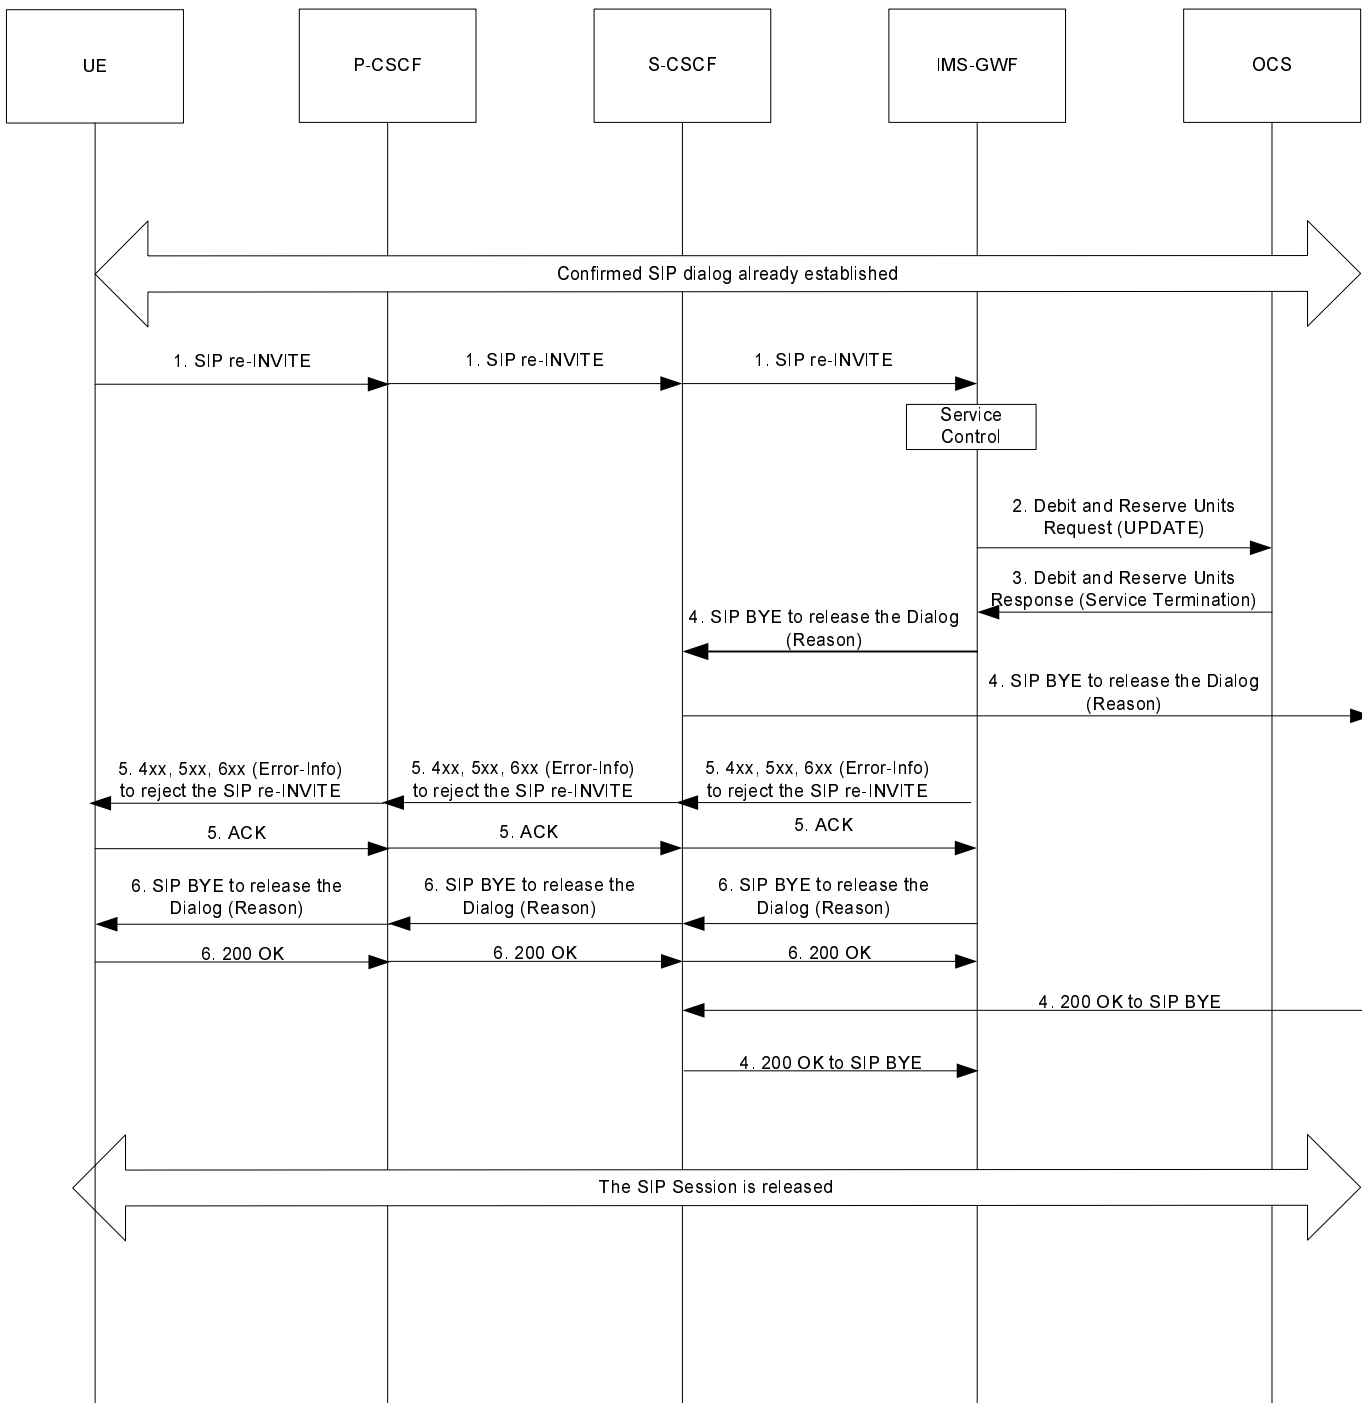 UE
P-CSCF
S-CSCF
IMS-GWF
OCS
Confirmed SIP dialog already established
1. SIP re-INVITE
1. SIP re-INVITE
1. SIP re-INVITE
Service
Control
2. Debit and Reserve Units
Request (UPDATE)
3. Debit and Reserve Units
Response (Service Termination)
4. SIP BYE to release the Dialog
(Reason)
4. SIP BYE to release the Dialog
(Reason)
5. 4xx, 5xx, 6xx (Error-Info)
to reject the SIP re-INVITE
5. 4xx, 5xx, 6xx (Error-Info)
to reject the SIP re-INVITE
5. 4xx, 5xx, 6xx (Error-Info)
to reject the SIP re-INVITE
5. ACK
5. ACK
5. ACK
6. SIP BYE to release the
Dialog (Reason)
6. SIP BYE to release the
Dialog (Reason)
6. SIP BYE to release the
Dialog (Reason)
6. 200 OK
6. 200 OK
6. 200 OK
4. 200 OK to SIP BYE
4. 200 OK to SIP BYE
The SIP Session is released